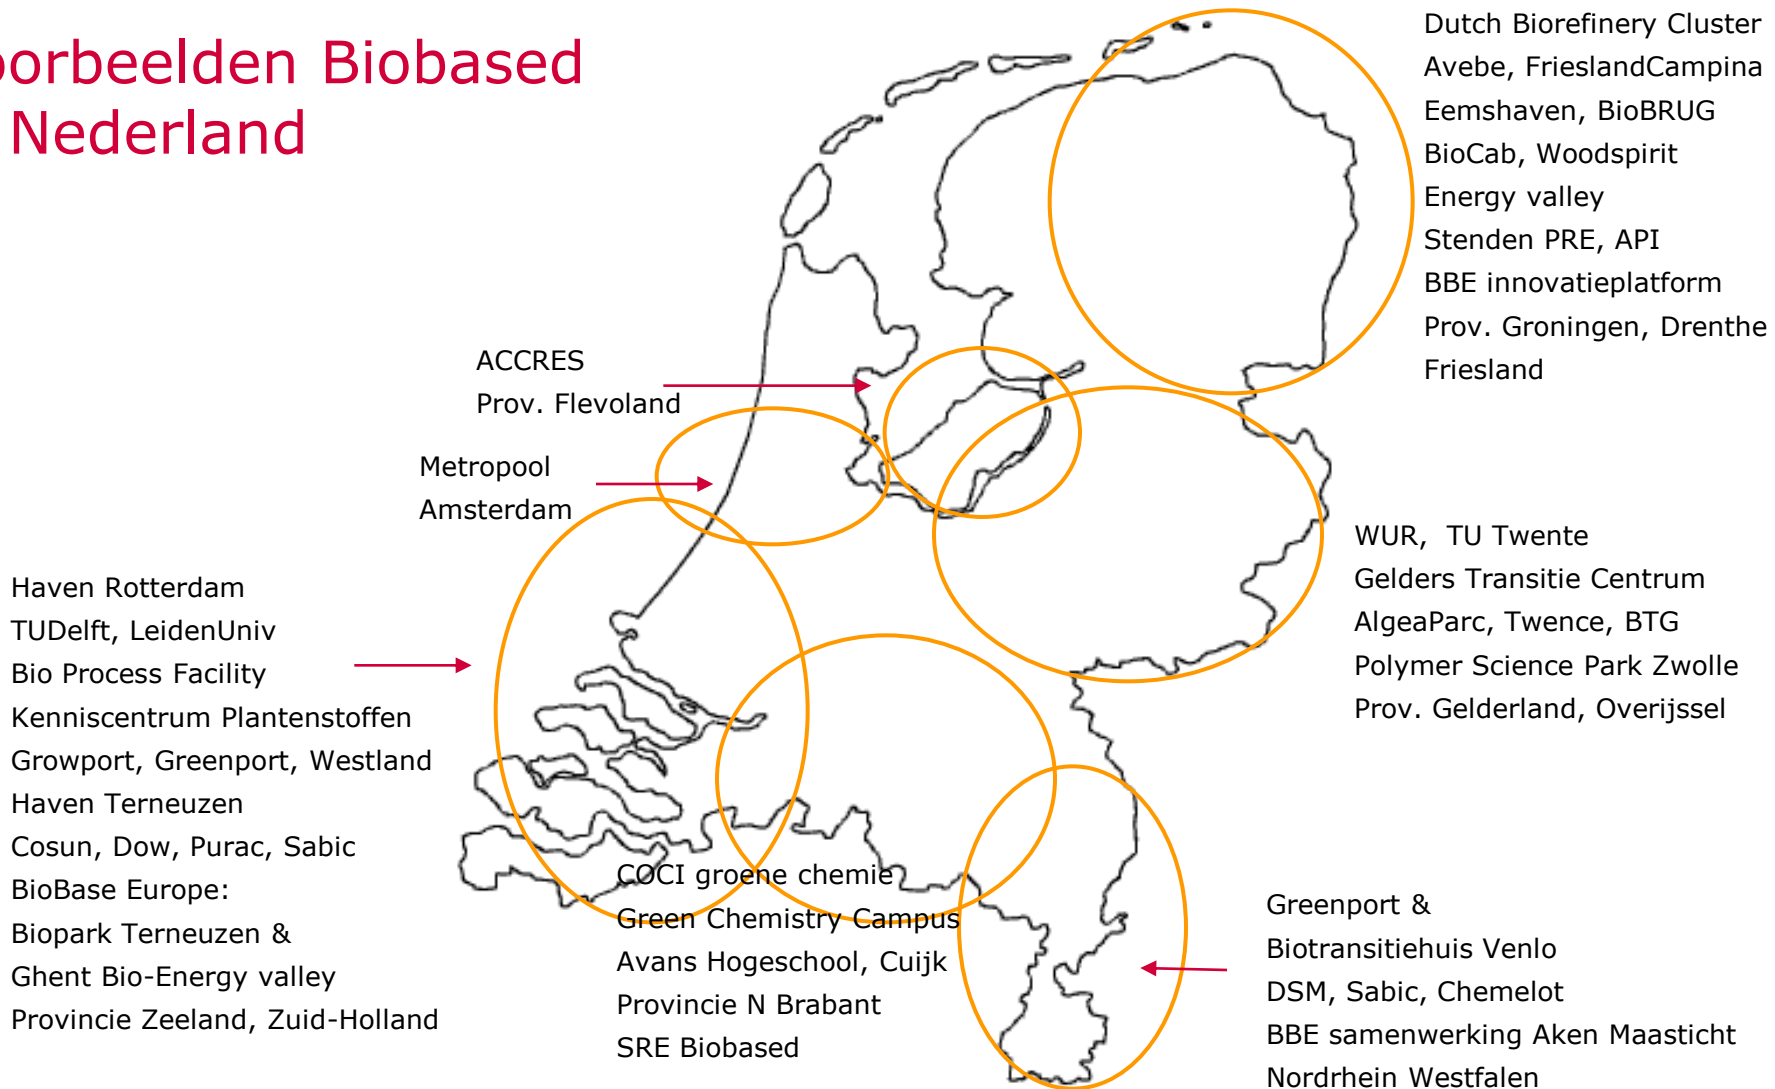 oorbeelden Biobased
Nederland
Dutch Biorefinery Cluster
Avebe, FrieslandCampina
Eemshaven, BioBRUG
BioCab, Woodspirit
Energy valley
Stenden PRE, API
BBE innovatieplatform
Prov. Groningen, Drenthe
Friesland
ACCRES
Prov. Flevoland
Metropool
Amsterdam
WUR, TU Twente
Gelders Transitie Centrum
AlgeaParc, Twence, BTG
Polymer Science Park Zwolle
Prov. Gelderland, Overijssel
Haven Rotterdam
TUDelft, LeidenUniv
Bio Process Facility
Kenniscentrum Plantenstoffen
Growport, Greenport, Westland
Haven Terneuzen
Cosun, Dow, Purac, Sabic
BioBase Europe:
Biopark Terneuzen &
Ghent Bio-Energy valley
Provincie Zeeland, Zuid-Holland
COCI groene chemie
Green Chemistry Campus
Avans Hogeschool, Cuijk
Provincie N Brabant
SRE Biobased
Greenport &
Biotransitiehuis Venlo
DSM, Sabic, Chemelot
BBE samenwerking Aken Maasticht
Nordrhein Westfalen